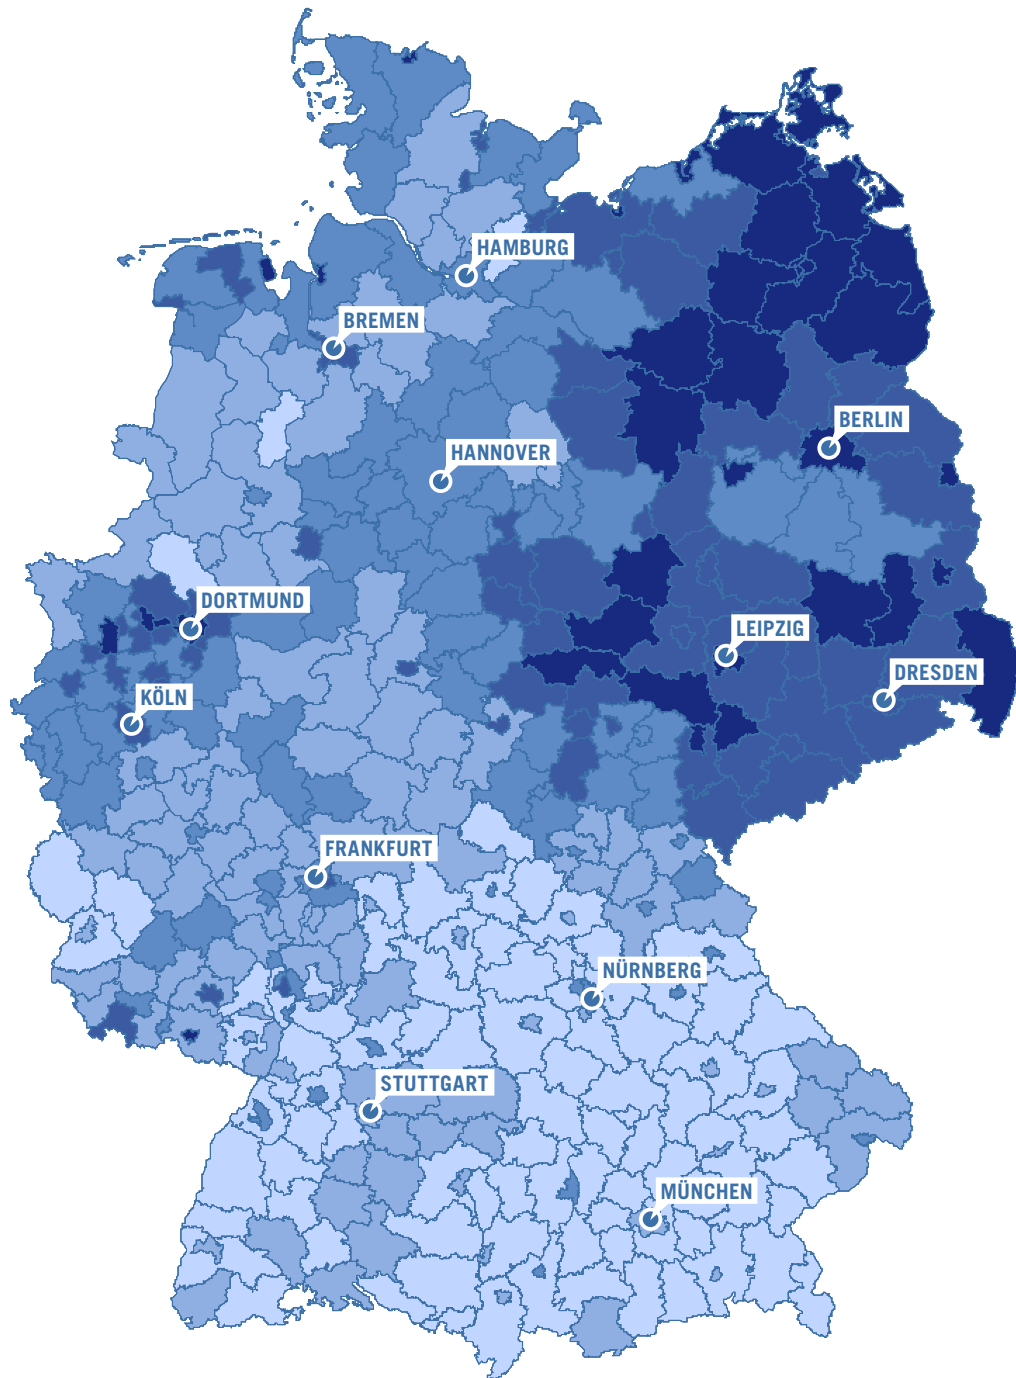 HAMBURG
BREMEN
BERLIN
HANNOVER
DORTMUND
LEIPZIG
DRESDEN
KÖLN
FRANKFURT
NÜRNBERG
STUTTGART
MÜNCHEN